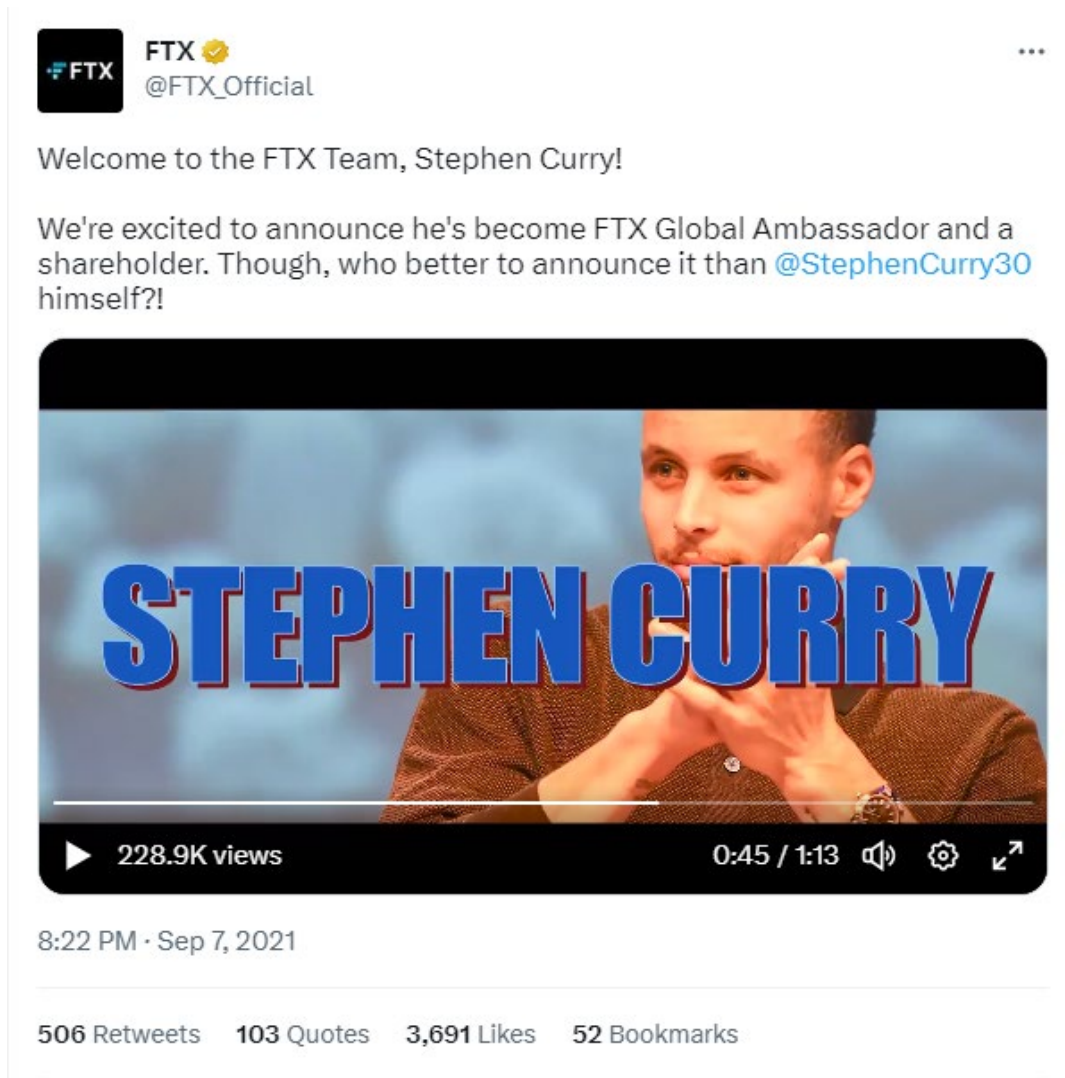 FTX
FTX
@FTX_Official
Welcome to the FTX Team, Stephen Curry!
We're excited to announce he's become FTX Global Ambassador and a
shareholder. Though, who better to announce it than @StephenCurry30
himself?!
STEPHEN CURRY
228.9K views
0:45 / 1:13
8:22 PM · Sep 7, 2021
506 Retweets 103 Quotes 3,691 Likes 52 Bookmarks